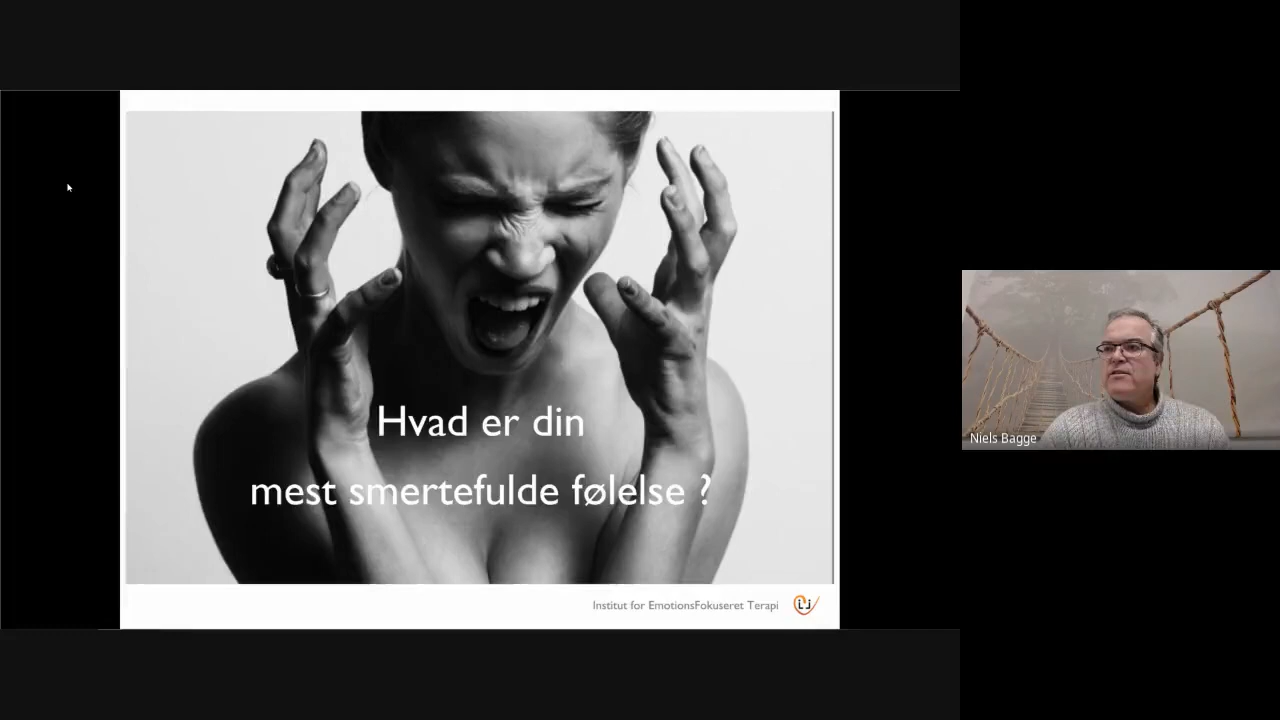 Hvad er din
mest smertefulde følelse ?
Institut for EmotionsFokuseret Terapi
Niels Bagge